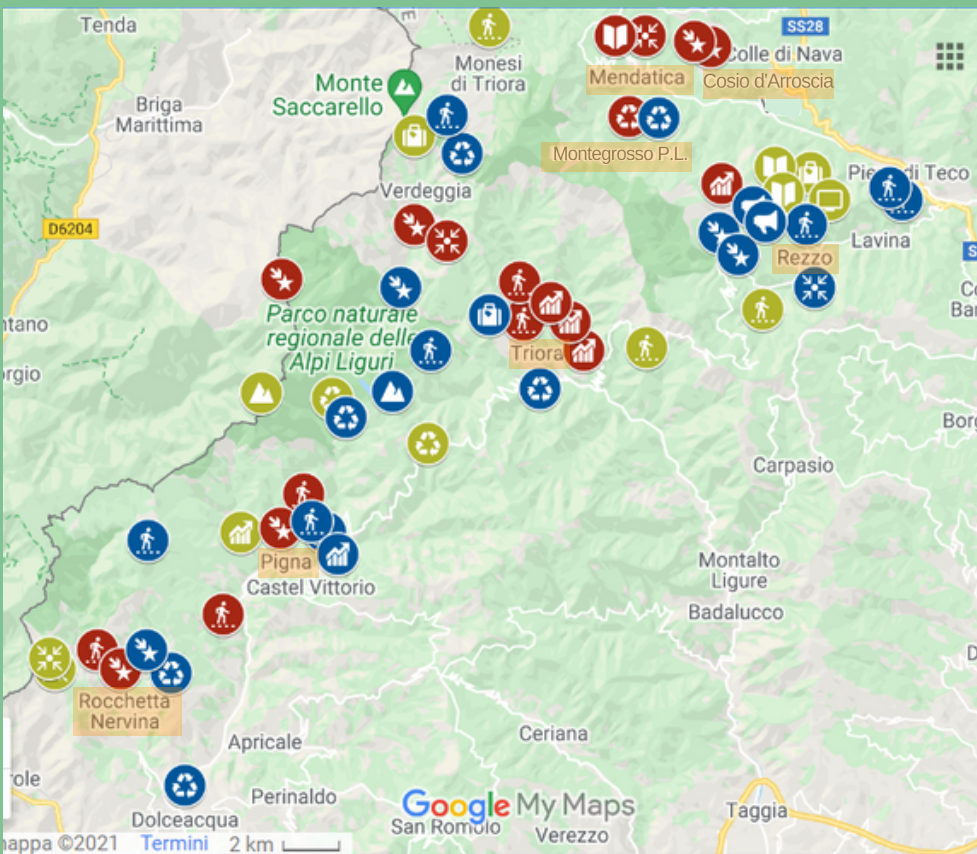 Tenda
SS28
Monesi
di Triora
Colle di Nava
Mendatica
Cosio d'Arroscia
Monte
Saccarello
Briga
Marittima
Montegrosso P.L.
Verdeggia
di Teco
D6204
Lavina
Rezzo
Parco naturale
regionale delle
Alpi Liguri
Triora
Carpasio
Pigna
Castel Vittorio
Montalto
Ligure
Badalucco
Rocchetta
Nervina
Apricale
Ceriana
Perinaldo
Google My Maps
Taggia
Dolceacqua
San Romolo
Verezzo
©2021 Termini 2 km